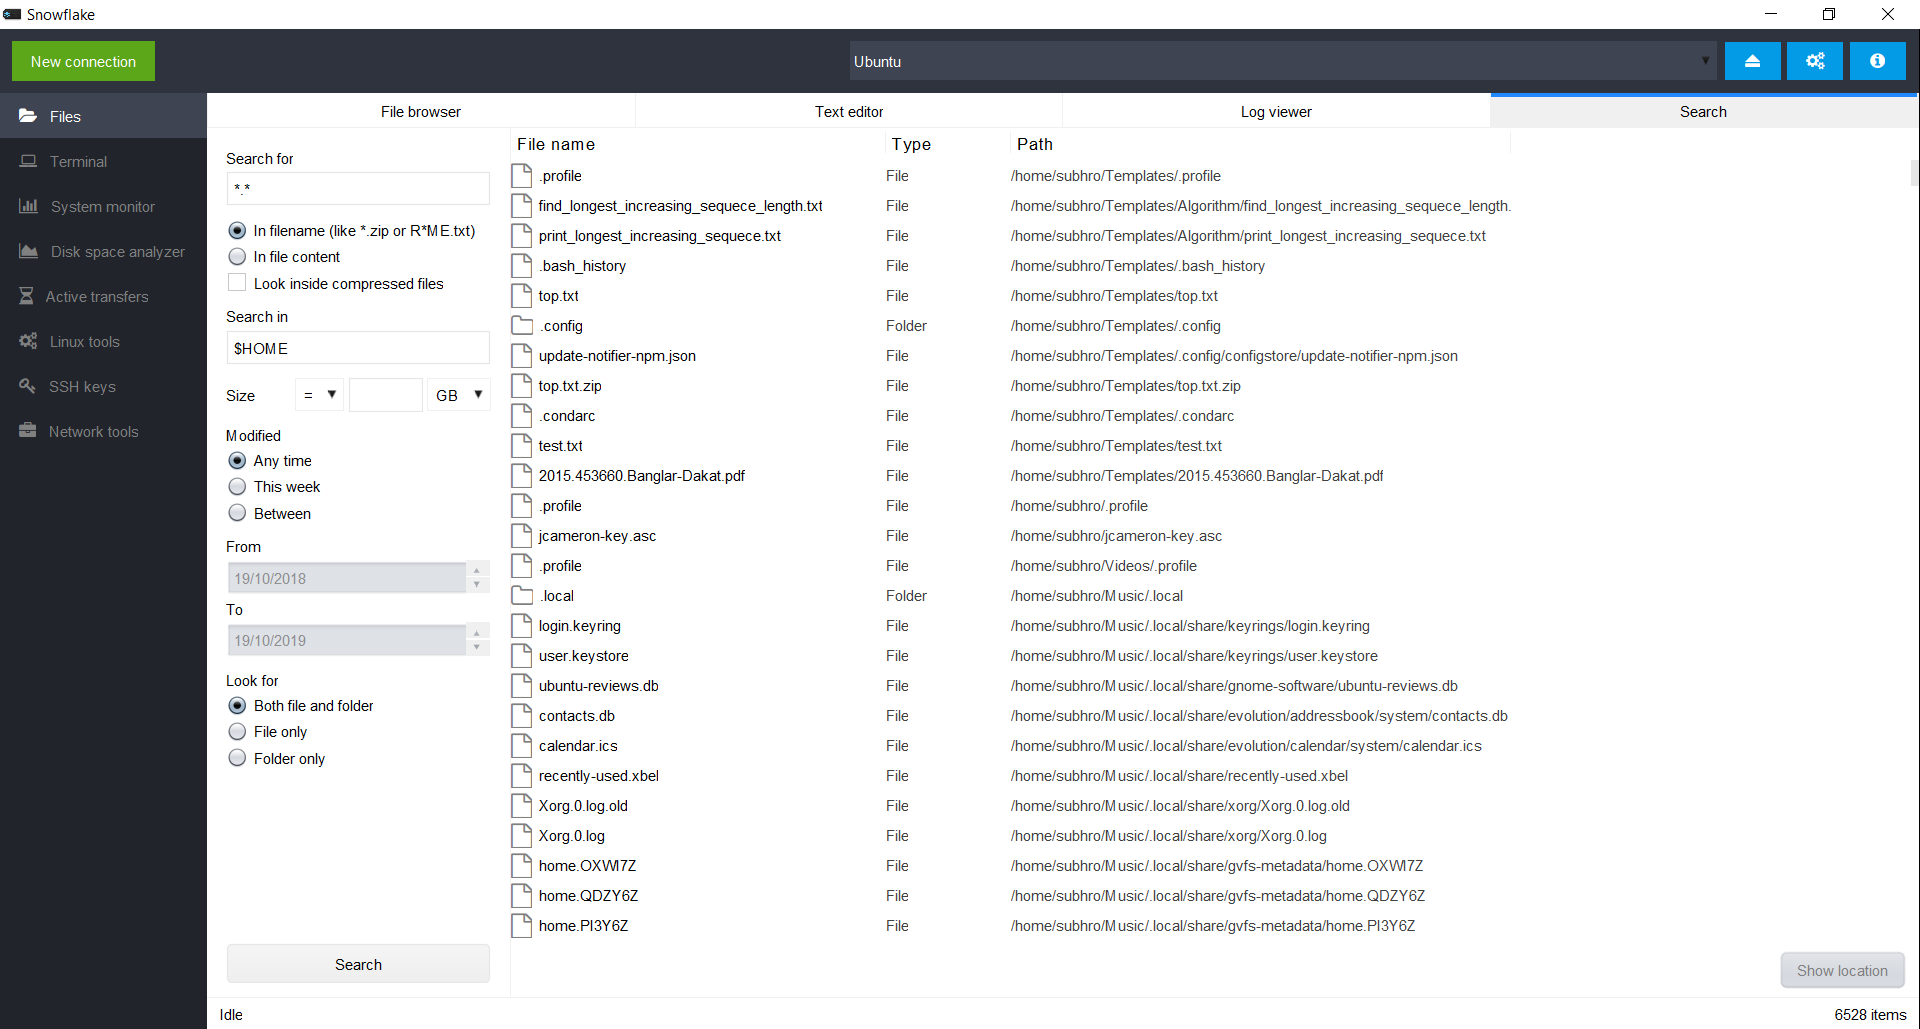 Snowflake
New connection
Ubuntu
Files
Terminal
System monitor
Disk space analyzer
Active transfers
Linux tools
SSH keys
Network tools
File browser Text editor Log viewer Search
Search for
*.*
In filename (like *.zip or R*ME.txt)
In file content
Look inside compressed files
Search in
$HOME
Size = GB
Modified
Any time
This week
Between
From
19/10/2018
To
19/10/2019
Look for
Both file and folder
File only
Folder only
Search
File name Type Path
.profile File /home/subhro/Templates/.profile
find_longest_increasing_sequece_length.txt File /home/subhro/Templates/Algorithm/find_longest_increasing_sequece_length.
print_longest_increasing_sequece.txt File /home/subhro/Templates/Algorithm/print_longest_increasing_sequece.txt
.bash_history File /home/subhro/Templates/.bash_history
top.txt File /home/subhro/Templates/top.txt
.config Folder /home/subhro/Templates/.config
update-notifier-npm.json File /home/subhro/Templates/.config/configstore/update-notifier-npm.json
top.txt.zip File /home/subhro/Templates/top.txt.zip
.condarc File /home/subhro/Templates/.condarc
test.txt File /home/subhro/Templates/test.txt
2015.453660.Banglar-Dakat.pdf File /home/subhro/Templates/2015.453660.Banglar-Dakat.pdf
.profile File /home/subhro/.profile
jcameron-key.asc File /home/subhro/jcameron-key.asc
.profile File /home/subhro/Videos/.profile
.local Folder /home/subhro/Music/.local
login.keyring File /home/subhro/Music/.local/share/keyrings/login.keyring
user.keystore File /home/subhro/Music/.local/share/keyrings/user.keystore
ubuntu-reviews.db File /home/subhro/Music/.local/share/gnome-software/ubuntu-reviews.db
contacts.db File /home/subhro/Music/.local/share/evolution/addressbook/system/contacts.db
calendar.ics File /home/subhro/Music/.local/share/evolution/calendar/system/calendar.ics
recently-used.xbel File /home/subhro/Music/.local/share/recently-used.xbel
Xorg.0.log.old File /home/subhro/Music/.local/share/xorg/Xorg.0.log.old
Xorg.0.log File /home/subhro/Music/.local/share/xorg/Xorg.0.log
home.OXWI7Z File /home/subhro/Music/.local/share/gvfs-metadata/home.OXWI7Z
home.QDZY6Z File /home/subhro/Music/.local/share/gvfs-metadata/home.QDZY6Z
home.PI3Y6Z File /home/subhro/Music/.local/share/gvfs-metadata/home.PI3Y6Z
Show location
Idle
6528 items